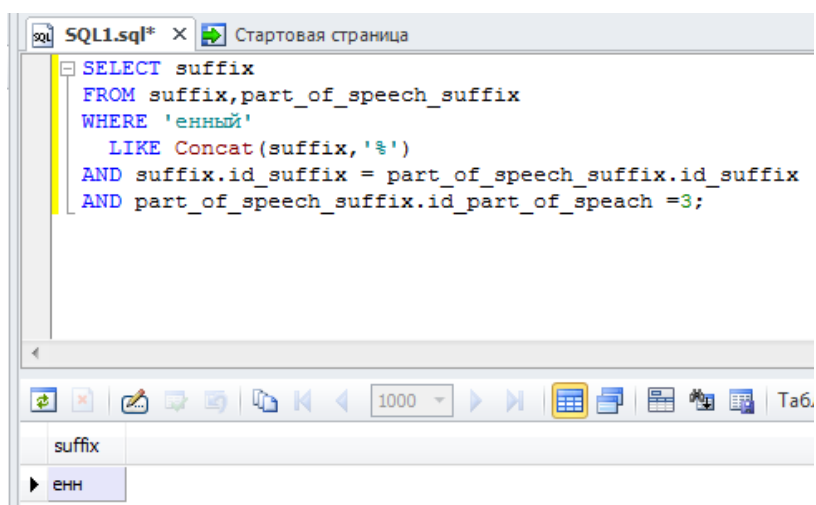 SQL1.sql* Стартовая страница
SELECT suffix
FROM suffix,part_of_speech_suffix
WHERE 'енный'
LIKE Concat(suffix,'%')
AND suffix.id_suffix = part_of_speech_suffix.id_suffix
AND part_of_speech_suffix.id_part_of_speach =3;
1000 Таб
suffix
енн